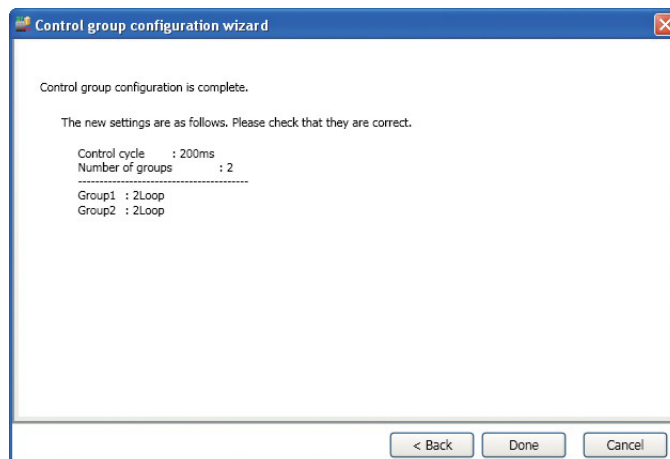 Control group configuration wizard
Control group configuration is complete.
The new settings are as follows. Please check that they are correct.
Control cycle : 200ms
Number of groups : 2
----------------------------------------
Group1 : 2Loop
Group2 : 2Loop
< Back Done Cancel